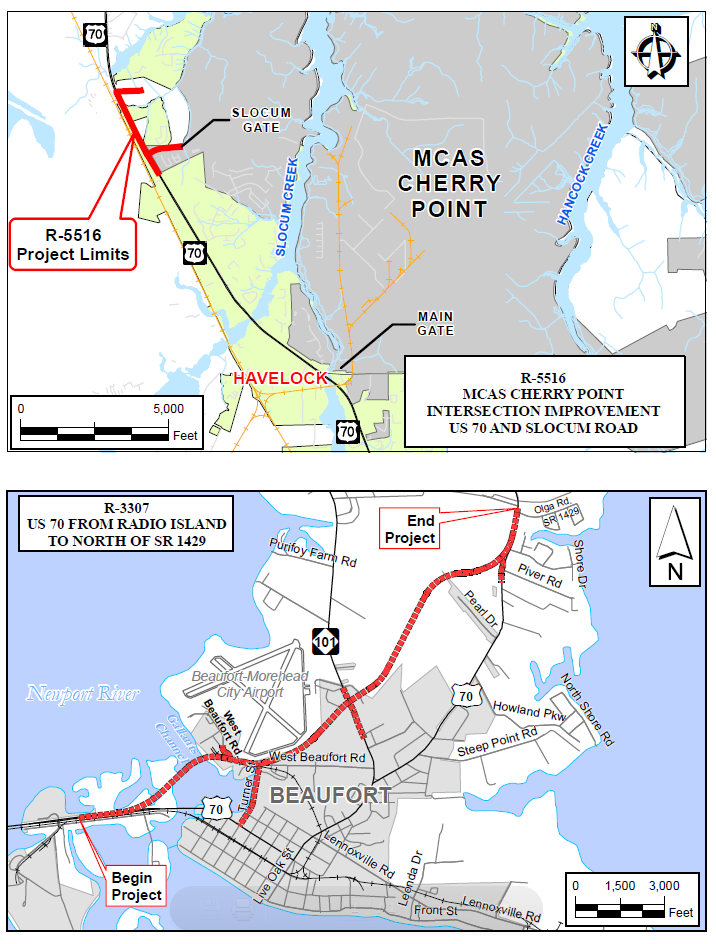 70
N
SLOCUM
GATE
MCAS
CHERRY
POINT
SLOCUM CREEK
HANCOCK CREEK
R-5516
Project Limits
70
MAIN
GATE
HAVELOCK
R-5516
MCAS CHERRY POINT
INTERSECTION IMPROVEMENT
US 70 AND SLOCUM ROAD
0 5,000
Feet
70
R-3307
US 70 FROM RADIO ISLAND
TO NORTH OF SR 1429
End
Project
Olga Rd.
SR 1429
N
Purifoy Farm Rd
Shore Dr
Piver Rd
Pearl Dr
101
Beaufort-Morehead
City Airport
70
Newport River
Gallants
Channel
West
Beaufort Rd
Howland Pkw
North Shore Rd
Steep Point Rd
West Beaufort Rd
Turner St
BEAUFORT
70
Lennoxville Rd
Live Oak St
Leonda Dr
Begin
Project
Front St
Lennoxville Rd
0 1,500 3,000
Feet